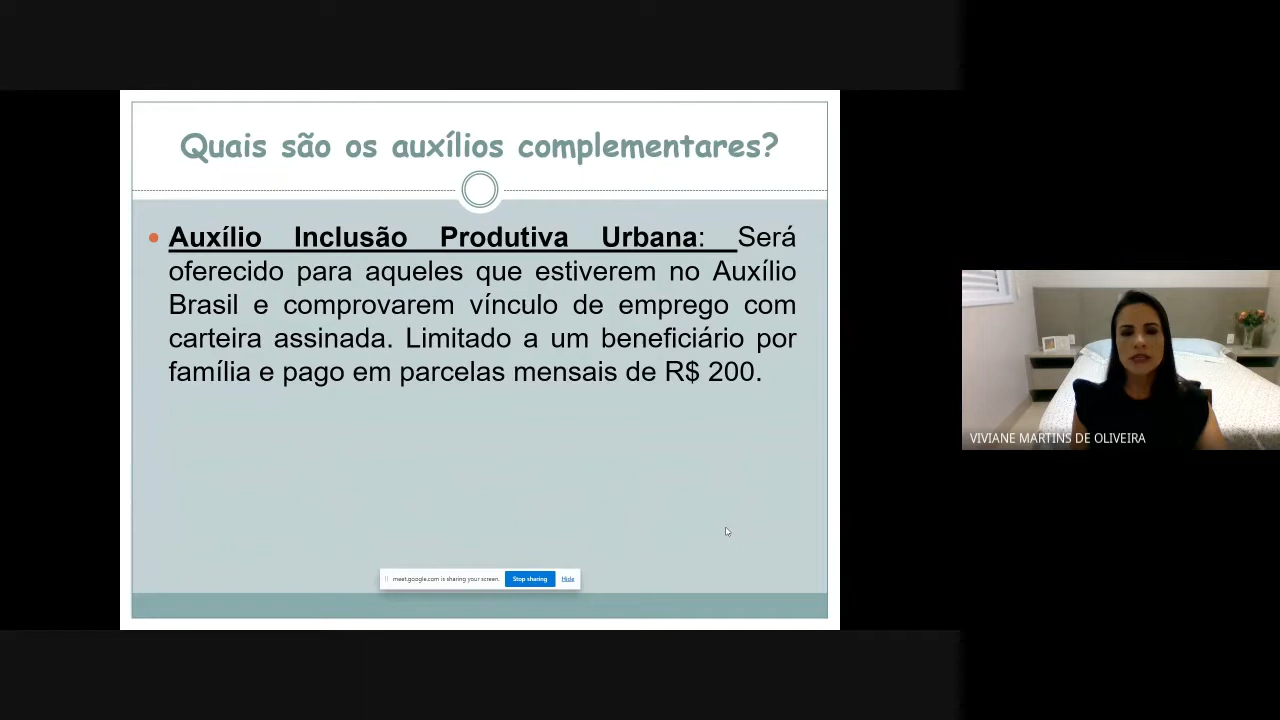 Quais são os auxílios complementares?
Auxílio Inclusão Produtiva Urbana: Será
oferecido para aqueles que estiverem no Auxílio
Brasil e comprovarem vínculo de emprego com
carteira assinada. Limitado a um beneficiário por
família e pago em parcelas mensais de R$ 200.
meet.google.com is sharing your screen. Stop sharing Hide
VIVIANE MARTINS DE OLIVEIRA